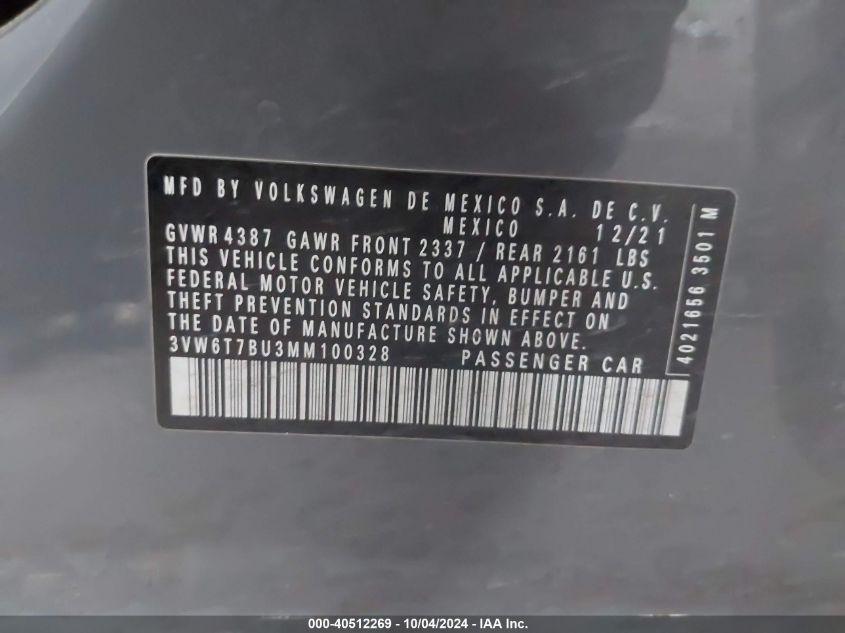 MFD BY VOLKSWAGEN DE MEXICO S.A. DE C.V.
MEXICO 12/21
GVWR 4387 GAWR FRONT 2337 / REAR 2161 LBS
THIS VEHICLE CONFORMS TO ALL APPLICABLE U.S.
FEDERAL MOTOR VEHICLE SAFETY, BUMPER AND
THEFT PREVENTION STANDARDS IN EFFECT ON
THE DATE OF MANUFACTURE SHOWN ABOVE.
3VW6T7BU3MM100328 PASSENGER CAR
4021656 3501 M
000-40512269 - 10/04/2024 - IAA Inc.